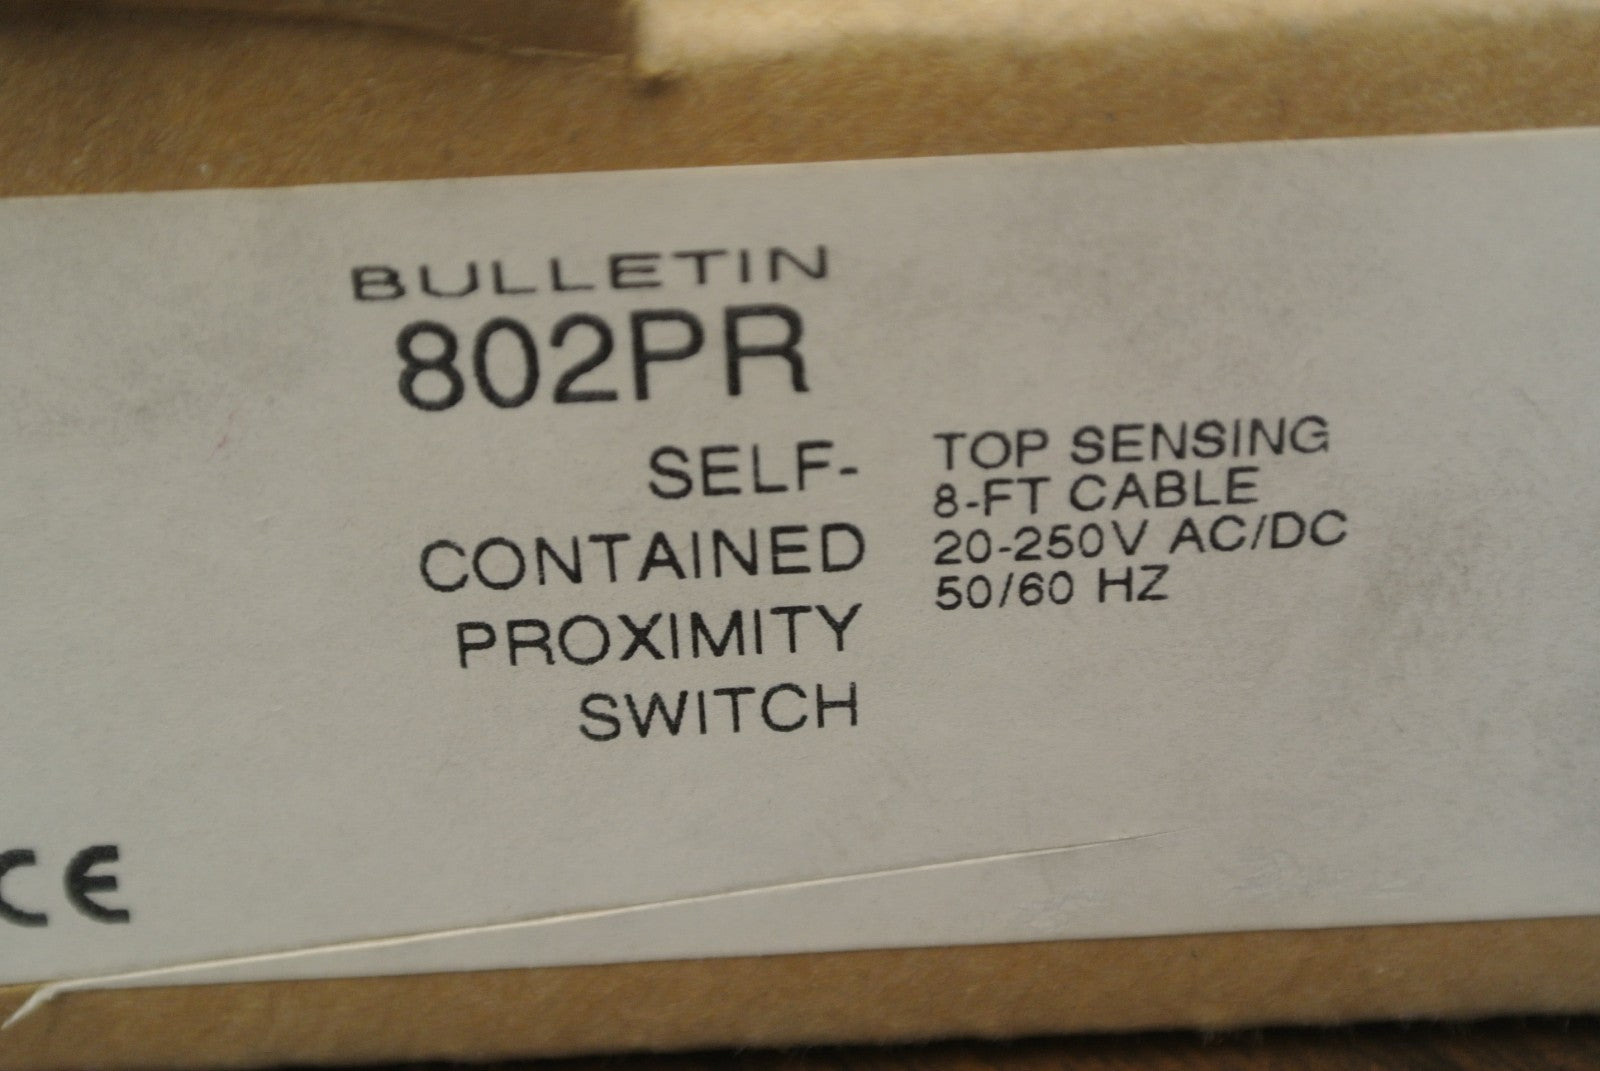 BULLETIN
802PR
SELF-
CONTAINED
PROXIMITY
SWITCH
TOP SENSING
8-FT CABLE
20-250V AC/DC
50/60 HZ
CE